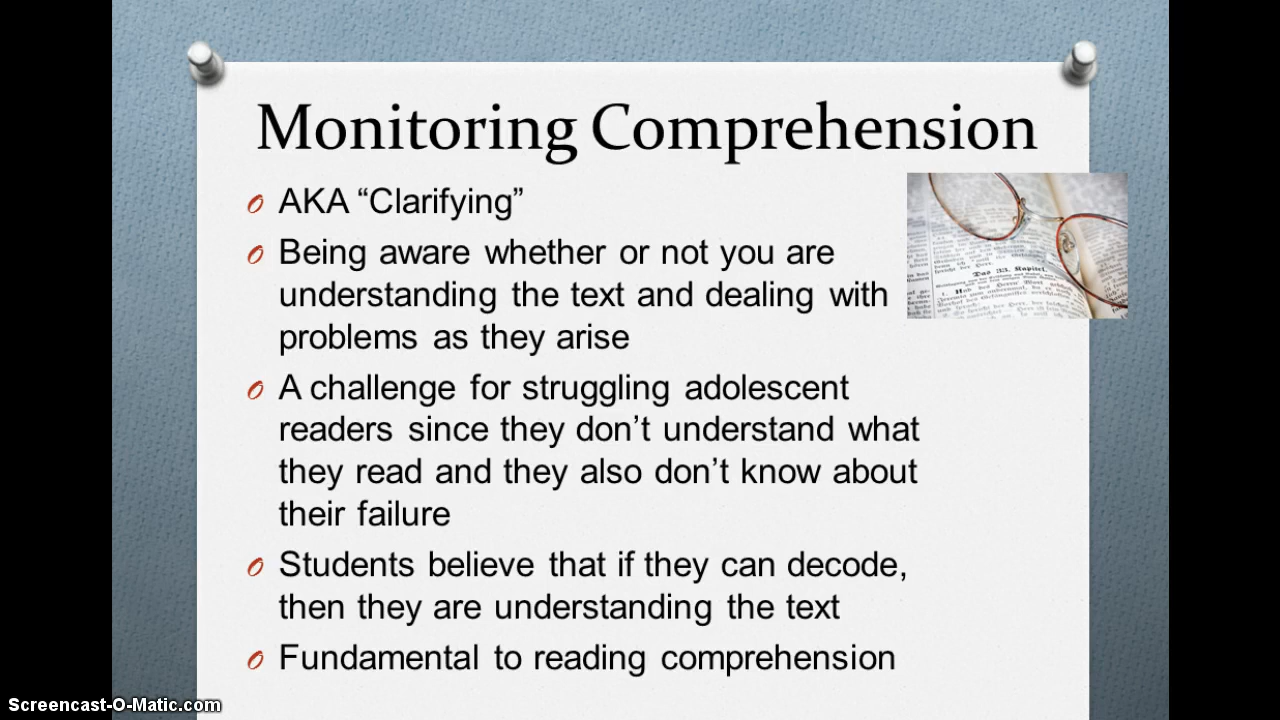 Monitoring Comprehension
AKA “Clarifying”
Being aware whether or not you are
understanding the text and dealing with
problems as they arise
A challenge for struggling adolescent
readers since they don’t understand what
they read and they also don’t know about
their failure
Students believe that if they can decode,
then they are understanding the text
Fundamental to reading comprehension
Das 33. Kapitel.
Screencast-O-Matic.com